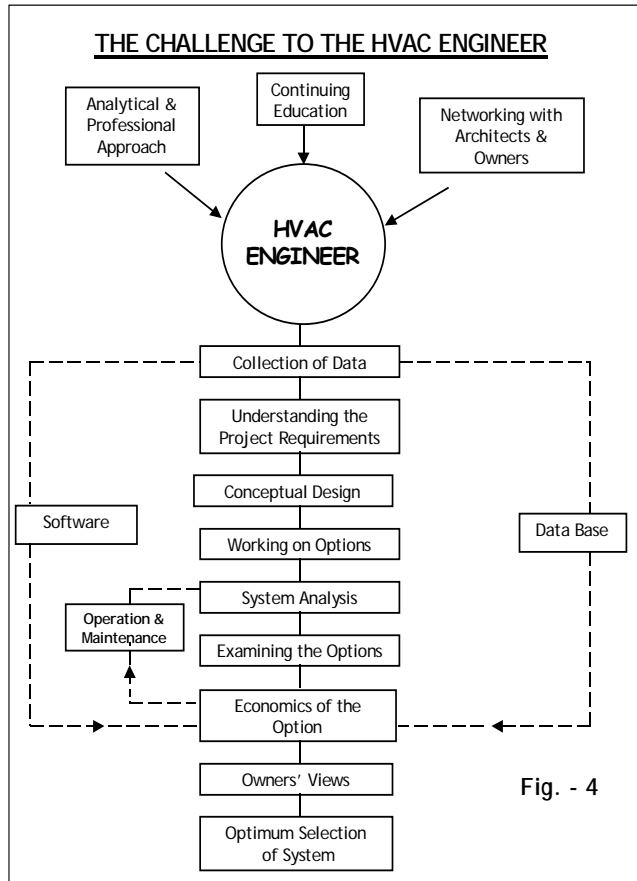 THE CHALLENGE TO THE HVAC ENGINEER
Continuing
Education
Analytical &
Professional
Approach
Networking with
Architects &
Owners
HVAC
ENGINEER
Collection of Data
Understanding the
Project Requirements
Conceptual Design
Software
Data Base
Working on Options
System Analysis
Operation &
Maintenance
Examining the Options
Economics of the
Option
Owners' Views
Fig. - 4
Optimum Selection
of System